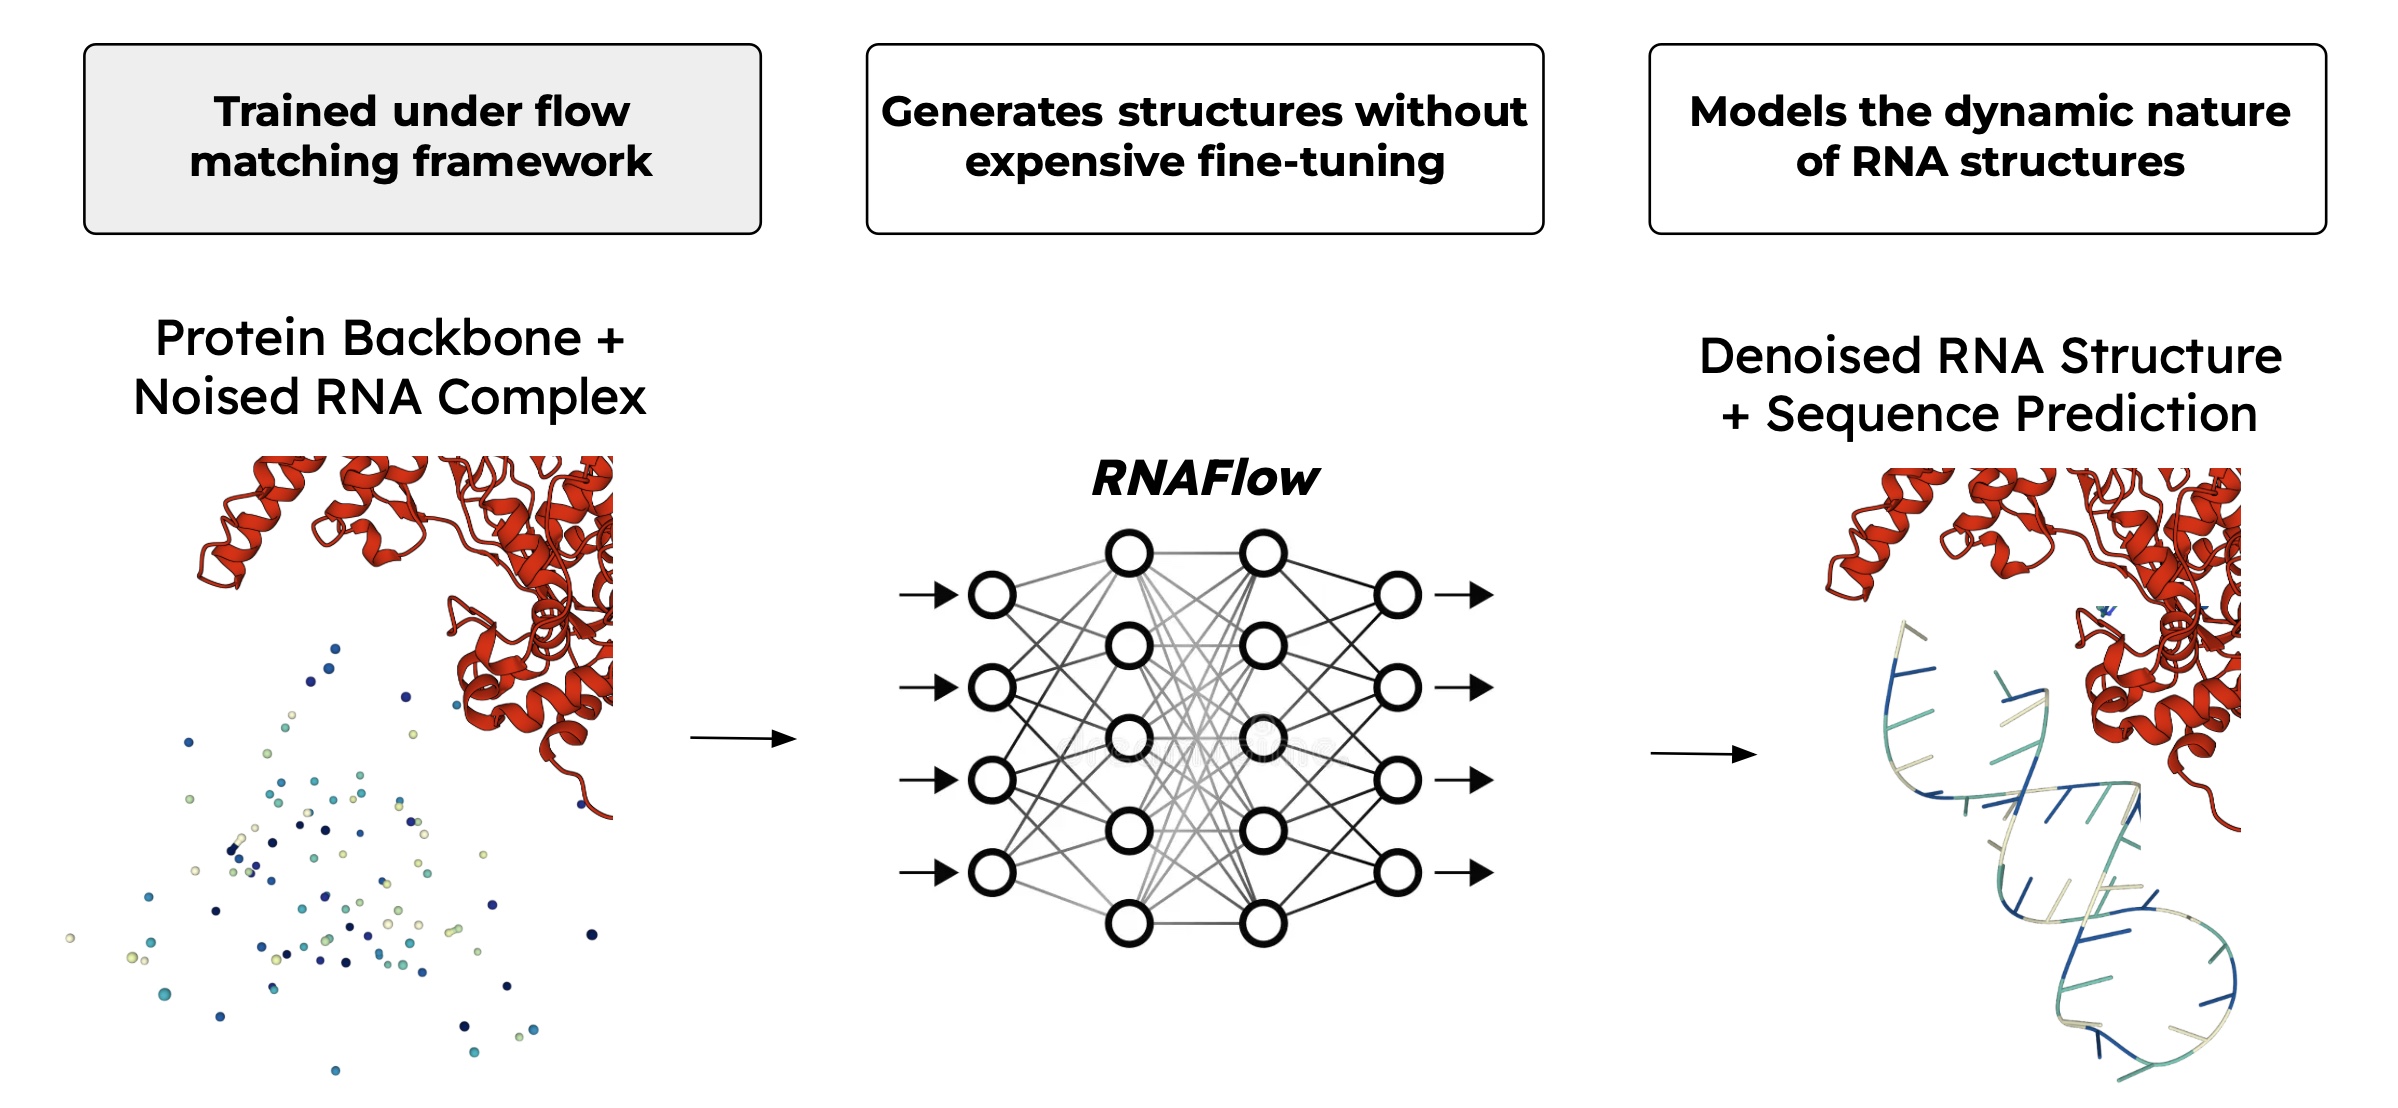 Trained under flow
matching framework
Generates structures without
expensive fine-tuning
Models the dynamic nature
of RNA structures
Protein Backbone +
Noised RNA Complex
RNAFlow
Denoised RNA Structure
+ Sequence Prediction